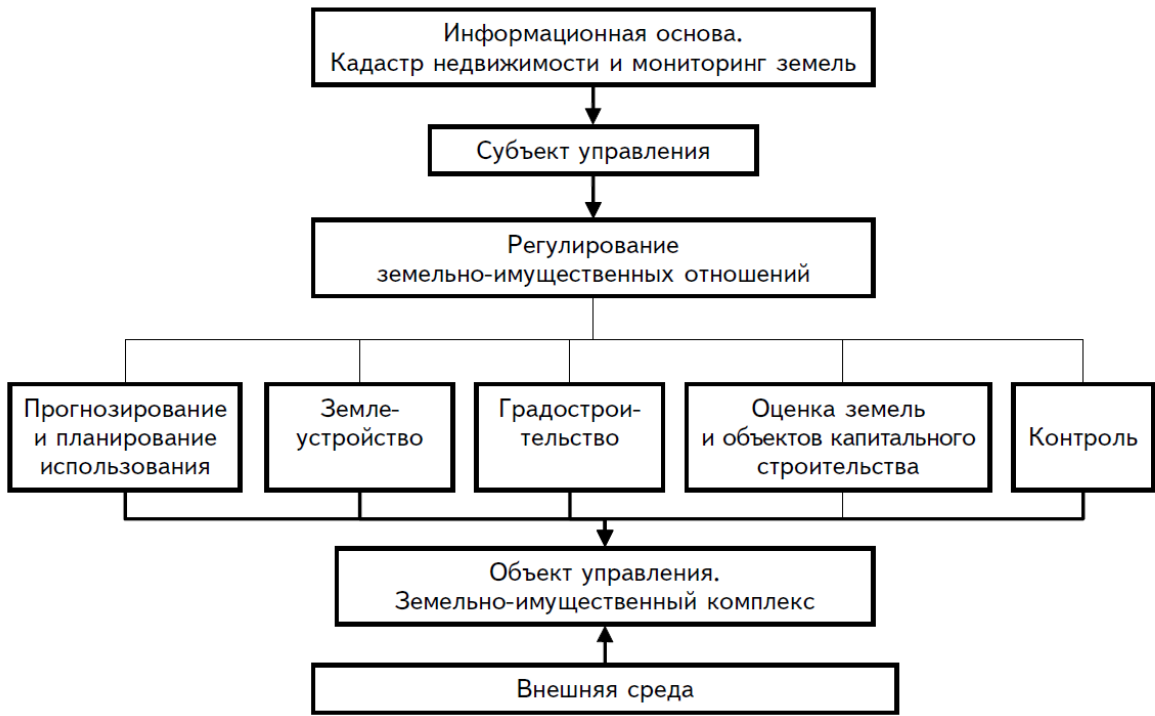 Информационная основа.
Кадастр недвижимости и мониторинг земель
Субъект управления
Регулирование
земельно-имущественных отношений
Прогнозирование
и планирование
использования
Земле-
устройство
Градострои-
тельство
Оценка земель
и объектов капитального
строительства
Контроль
Объект управления.
Земельно-имущественный комплекс
Внешняя среда